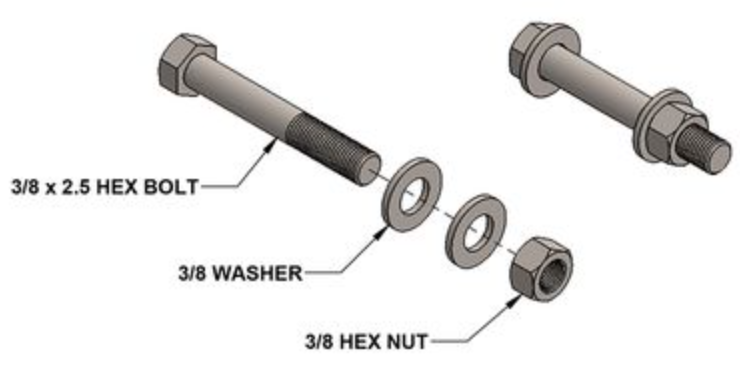 3/8 x 2.5 HEX BOLT
3/8 WASHER
3/8 HEX NUT